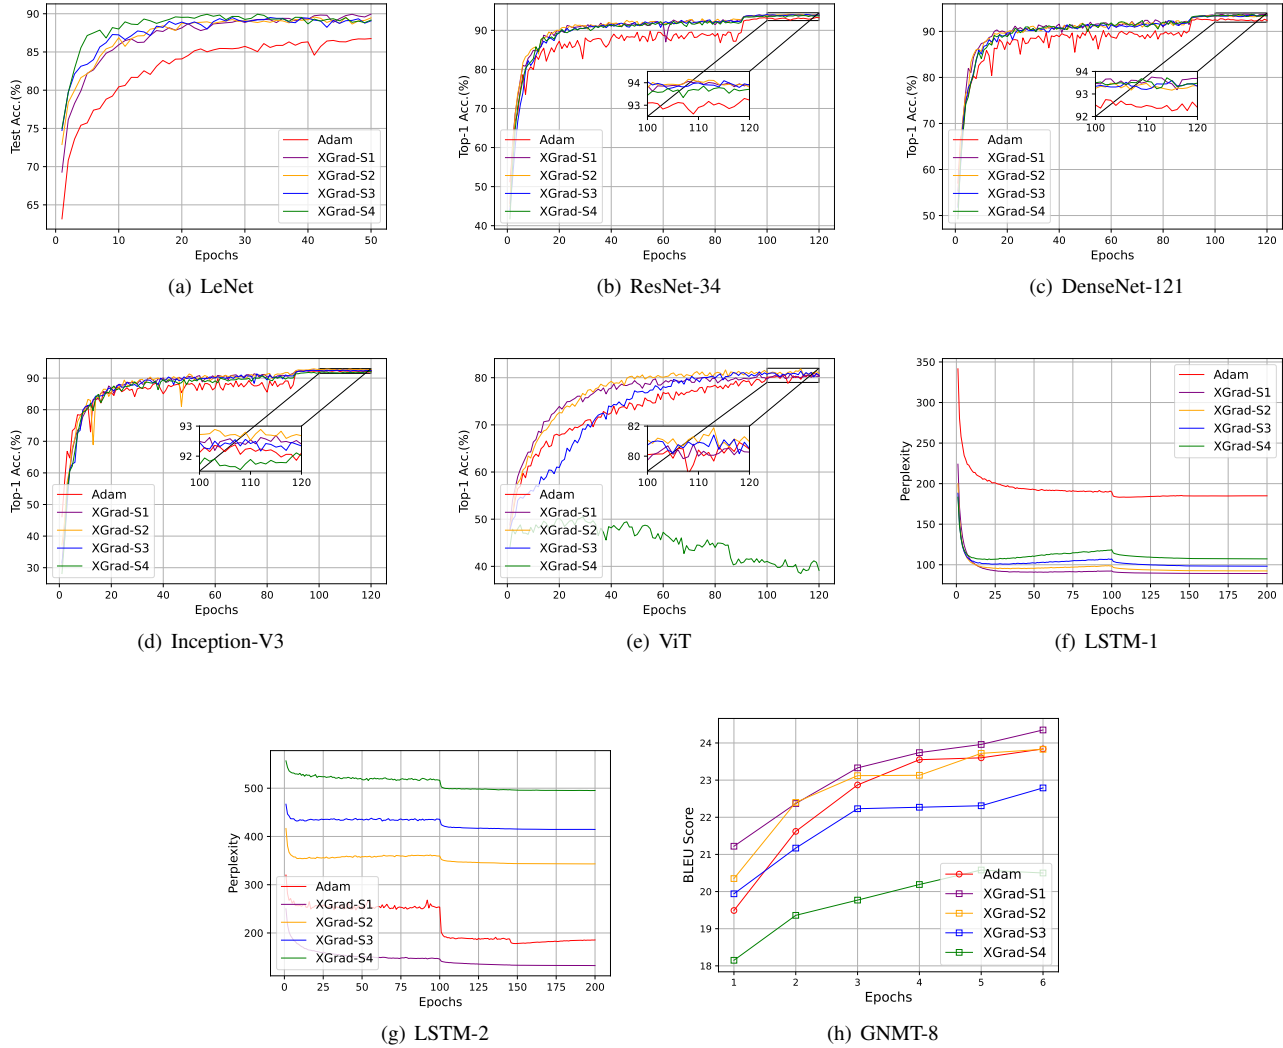 90
85
80
75
70
65
Test Acc.(%)
0 10 20 30 40 50
Epochs
Adam
XGrad-S1
XGrad-S2
XGrad-S3
XGrad-S4
(a) LeNet
90
80
70
60
50
40
Top-1 Acc.(%)
94
93
100 110 120
0 20 40 60 80 100 120
Epochs
Adam
XGrad-S1
XGrad-S2
XGrad-S3
XGrad-S4
(b) ResNet-34
90
80
70
60
50
Top-1 Acc.(%)
94
93
92
100 110 120
0 20 40 60 80 100 120
Epochs
Adam
XGrad-S1
XGrad-S2
XGrad-S3
XGrad-S4
(c) DenseNet-121
90
80
70
60
50
40
30
Top-1 Acc.(%)
93
92
100 110 120
0 20 40 60 80 100 120
Epochs
Adam
XGrad-S1
XGrad-S2
XGrad-S3
XGrad-S4
(d) Inception-V3
80
70
60
50
40
Top-1 Acc.(%)
82
80
100 110 120
0 20 40 60 80 100 120
Epochs
Adam
XGrad-S1
XGrad-S2
XGrad-S3
XGrad-S4
(e) ViT
350
300
250
200
150
100
Perplexity
0 25 50 75 100 125 150 175 200
Epochs
Adam
XGrad-S1
XGrad-S2
XGrad-S3
XGrad-S4
(f) LSTM-1
500
400
300
200
Perplexity
0 25 50 75 100 125 150 175 200
Epochs
Adam
XGrad-S1
XGrad-S2
XGrad-S3
XGrad-S4
(g) LSTM-2
24
23
22
21
20
19
18
BLEU Score
1 2 3 4 5 6
Epochs
Adam
XGrad-S1
XGrad-S2
XGrad-S3
XGrad-S4
(h) GNMT-8